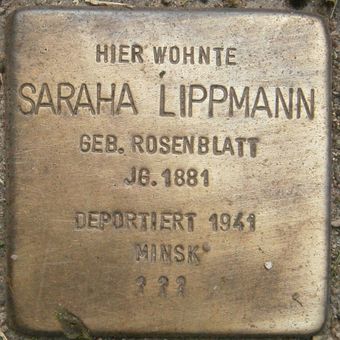 HIER WOHNTE
SARAHA LIPPMANN
GEB. ROSENBLATT
JG. 1881
DEPORTIERT 1941
MINSK
???